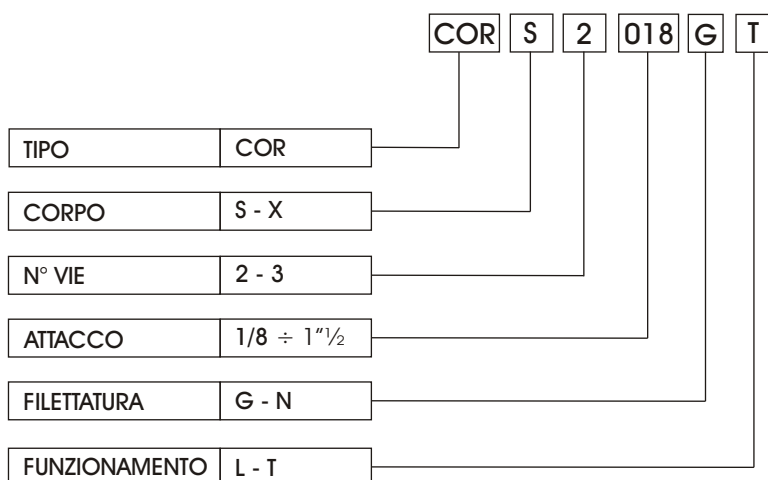 COR S 2 018 G T
TIPO COR
CORPO S - X
N° VIE 2 - 3
ATTACCO 1/8 ÷ 1"½
FILETTATURA G - N
FUNZIONAMENTO L - T